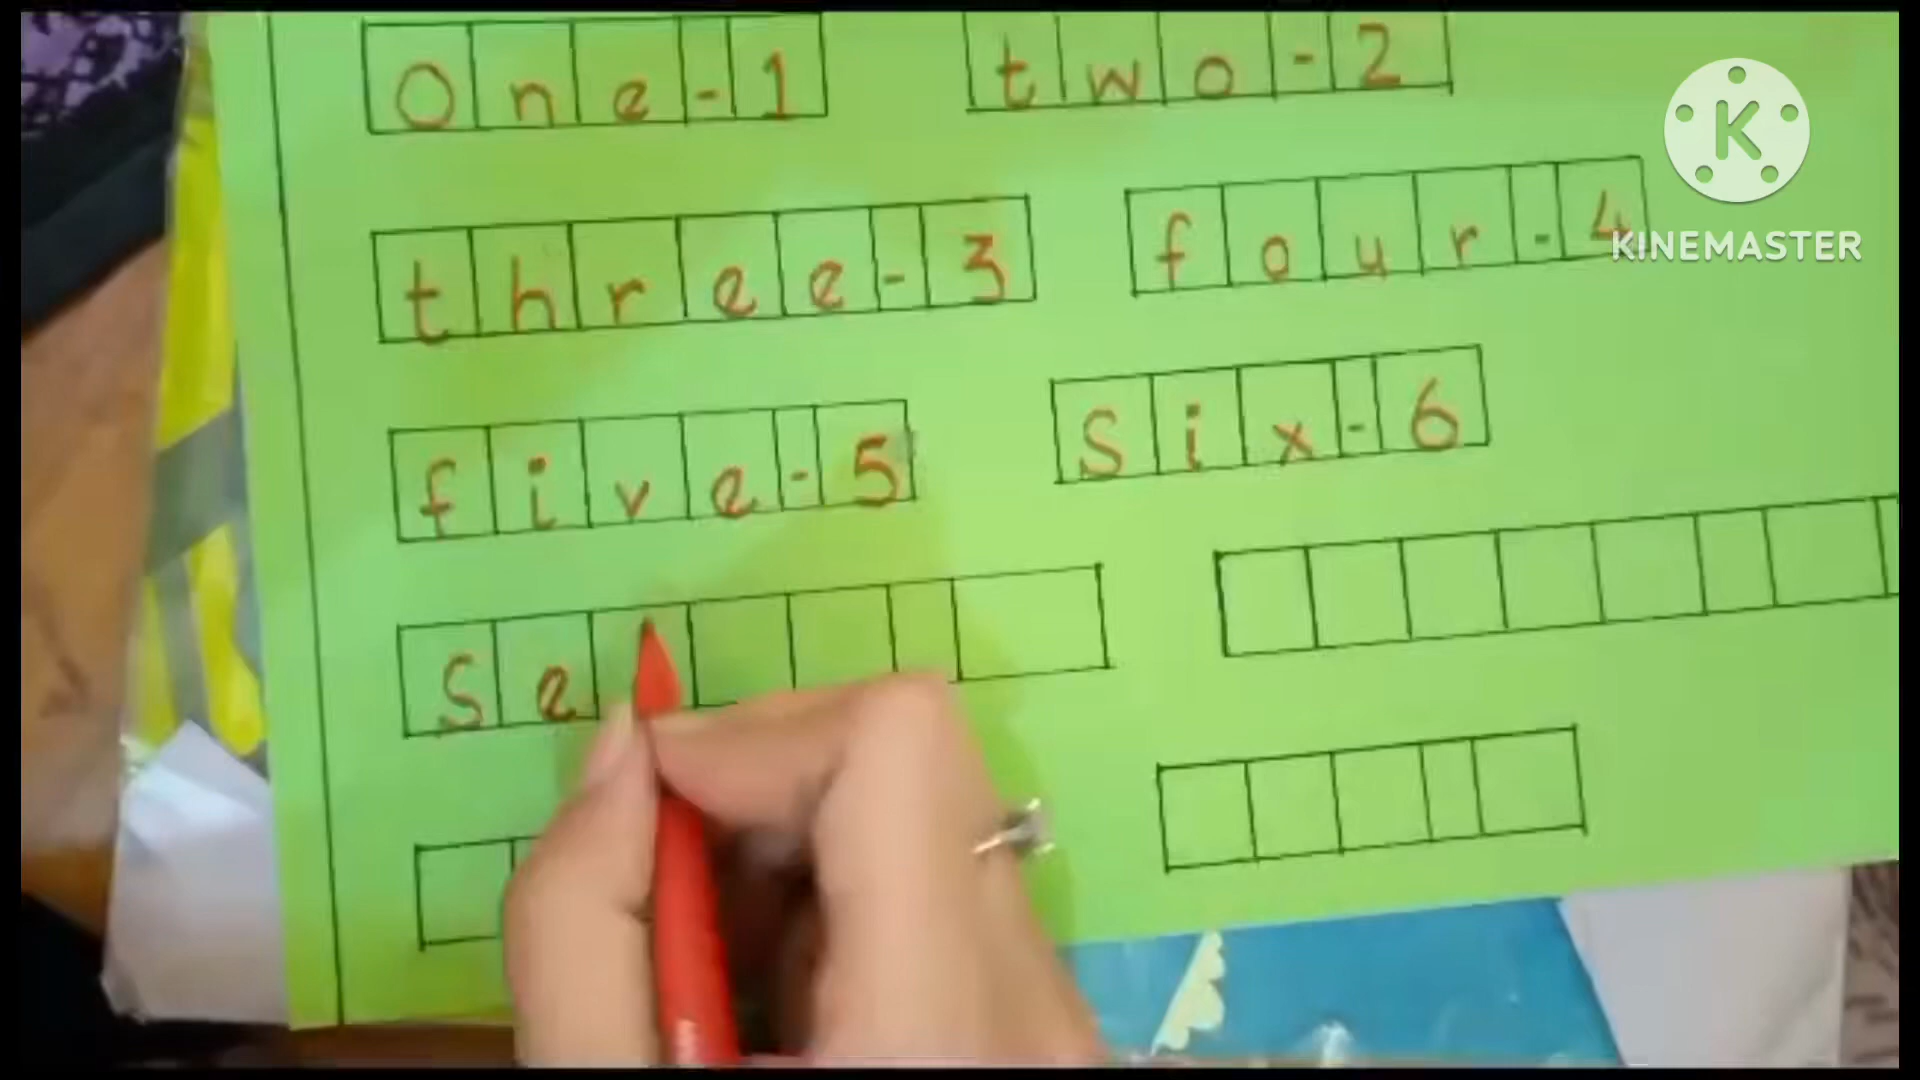 One-1 two-2
three-3 four-4
five-5 Six-6
Se
K
KINEMASTER